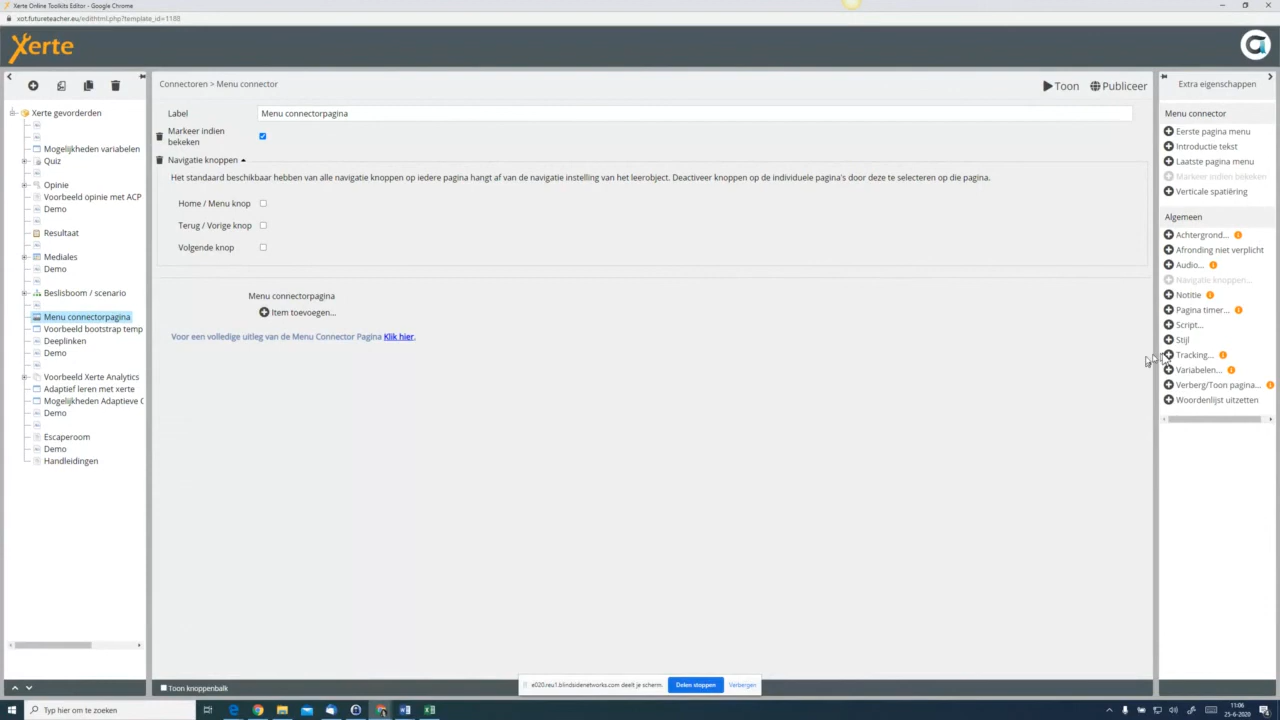 Xerte Online Toolkits Editor - Google Chrome
xot.futureteacher.eu/edithtml.php?template_id=1188
Xerte
Xerte gevorderden
Mogelijkheden variabelen
Quiz
Opinie
Voorbeeld opinie met ACP
Demo
Resultaat
Mediales
Demo
Beslisboom / scenario
Menu connectorpagina
Voorbeeld bootstrap temp
Deeplinken
Demo
Voorbeeld Xerte Analytics
Adaptief leren met xerte
Mogelijkheden Adaptieve C
Demo
Escaperoom
Demo
Handleidingen
Connectoren > Menu connector
Toon
Publiceer
Label
Menu connectorpagina
Markeer indien
bekeken
Navigatie knoppen
Het standaard beschikbaar hebben van alle navigatie knoppen op iedere pagina hangt af van de navigatie instelling van het leerobject. Deactiveer knoppen op de individuele pagina's door deze te selecteren op die pagina.
Home / Menu knop
Terug / Vorige knop
Volgende knop
Menu connectorpagina
Item toevoegen...
Voor een volledige uitleg van de Menu Connector Pagina Klik hier.
Extra eigenschappen
Menu connector
Eerste pagina menu
Introductie tekst
Laatste pagina menu
Markeer indien bekeken
Verticale spatiëring
Algemeen
Achtergrond...
Afronding niet verplicht
Audio...
Navigatie knoppen...
Notitie
Pagina timer...
Script...
Stijl
Tracking...
Variabelen...
Verberg/Toon pagina...
Woordenlijst uitzetten
Toon knoppenbalk
e020.reu1.blindsidenetworks.com deelt je scherm.
Delen stoppen
Verbergen
Typ hier om te zoeken
11:06
25-6-2020